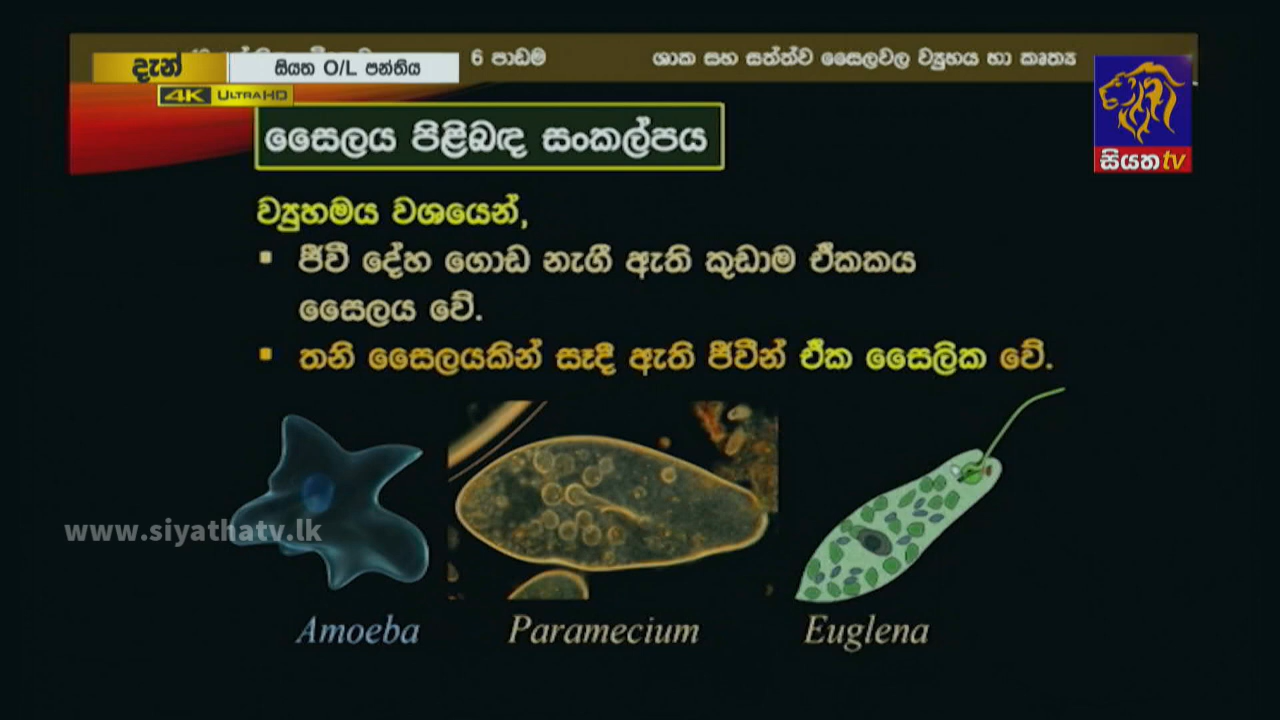 6 පාඩම
ශාක සහ සත්ත්ව සෛලවල ව්‍යුහය හා කෘත්‍ය
දැන්
සියත O/L පන්තිය
4K ULTRA HD
සියත tv
සෛලය පිළිබඳ සංකල්පය
ව්‍යුහමය වශයෙන්,
▪ ජීවී දේහ ගොඩ නැගී ඇති කුඩාම ඒකකය
සෛලය වේ.
▪ තනි සෛලයකින් සෑදී ඇති ජීවීන් ඒක සෛලික වේ.
www.siyathatv.lk
Amoeba
Paramecium
Euglena